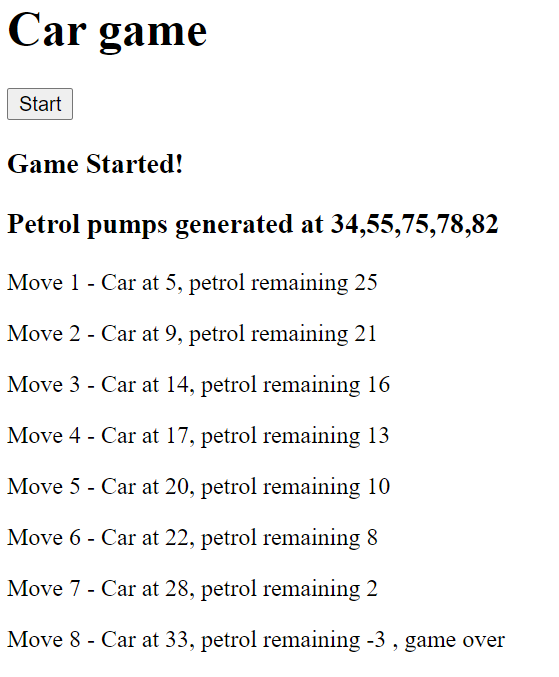 Car game
Start
Game Started!
Petrol pumps generated at 34,55,75,78,82
Move 1 - Car at 5, petrol remaining 25
Move 2 - Car at 9, petrol remaining 21
Move 3 - Car at 14, petrol remaining 16
Move 4 - Car at 17, petrol remaining 13
Move 5 - Car at 20, petrol remaining 10
Move 6 - Car at 22, petrol remaining 8
Move 7 - Car at 28, petrol remaining 2
Move 8 - Car at 33, petrol remaining -3 , game over